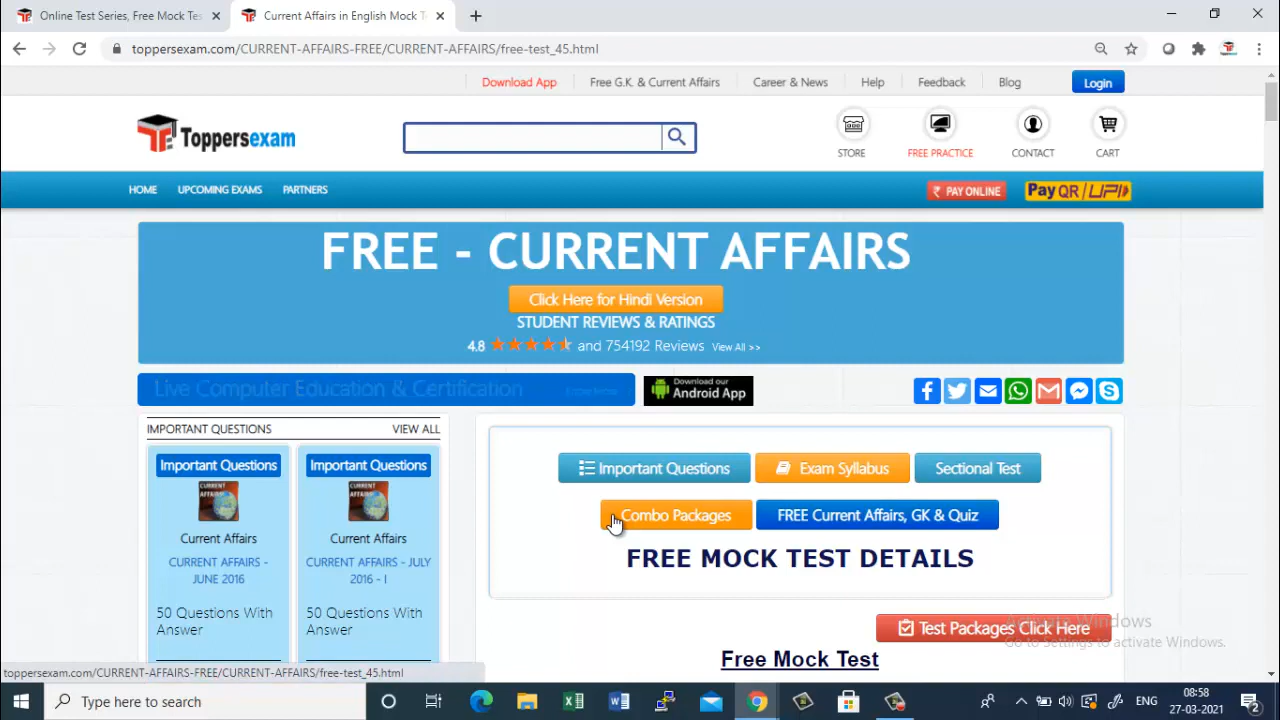 Online Test Series, Free Mock Tes
Current Affairs in English Mock T
toppersexam.com/CURRENT-AFFAIRS-FREE/CURRENT-AFFAIRS/free-test_45.html
Download App
Free G.K. & Current Affairs
Career & News
Help
Feedback
Blog
Login
Toppersexam
STORE
FREE PRACTICE
CONTACT
CART
HOME
UPCOMING EXAMS
PARTNERS
₹ PAY ONLINE
Pay QR / UPI
FREE - CURRENT AFFAIRS
Click Here for Hindi Version
STUDENT REVIEWS & RATINGS
4.8 and 754192 Reviews View All >>
Live Computer Education & Certification
Download our
Android App
IMPORTANT QUESTIONS
VIEW ALL
Important Questions
CURRENT
AFFAIRS
Current Affairs
CURRENT AFFAIRS -
JUNE 2016
50 Questions With
Answer
Important Questions
CURRENT
AFFAIRS
Current Affairs
CURRENT AFFAIRS - JULY
2016 - I
50 Questions With
Answer
Important Questions
Exam Syllabus
Sectional Test
Combo Packages
FREE Current Affairs, GK & Quiz
FREE MOCK TEST DETAILS
Test Packages Click Here
Free Mock Test
Activate Windows
Go to Settings to activate Windows.
toppersexam.com/CURRENT-AFFAIRS-FREE/CURRENT-AFFAIRS/free-test_45.html
Type here to search
ENG
08:58
27-03-2021
2